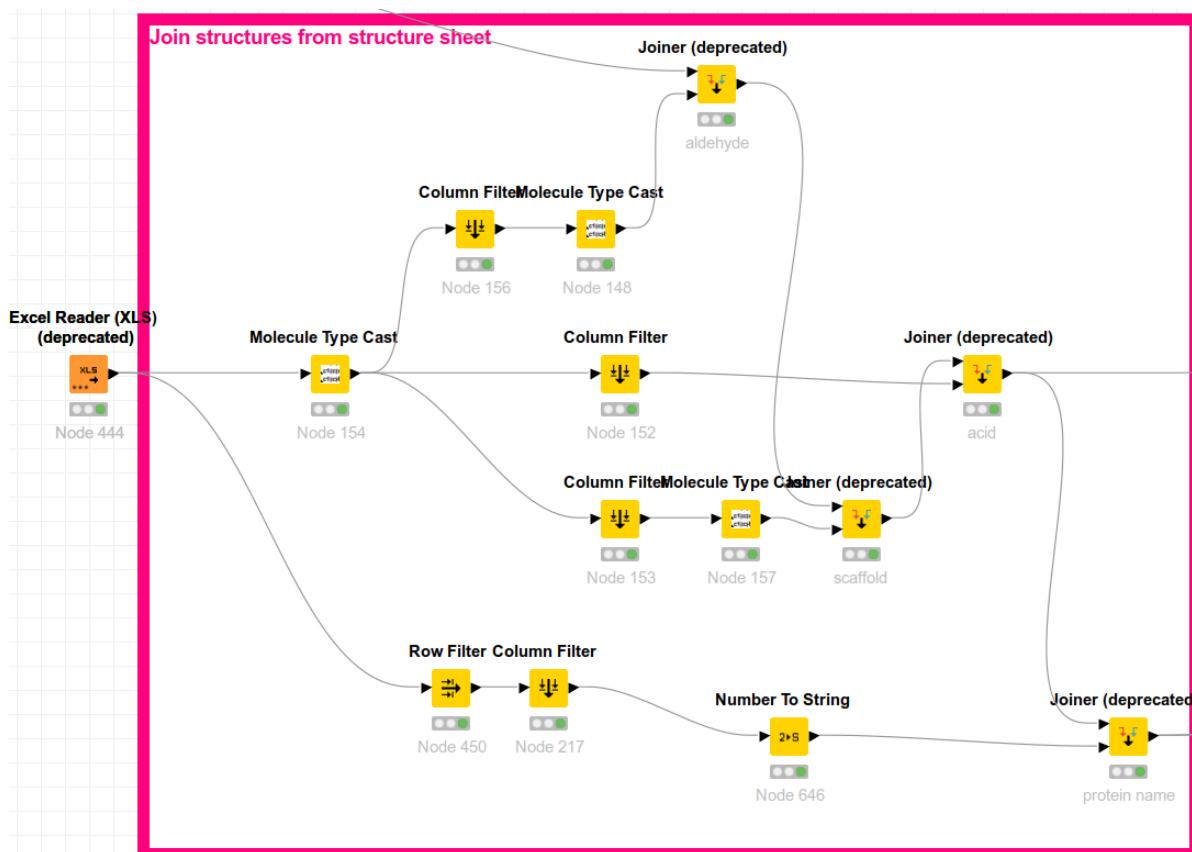 Join structures from structure sheet
Joiner (deprecated)
aldehyde
Column Filter
Molecule Type Cast
Node 156
Node 148
Excel Reader (XLS)
(deprecated)
XLS
Node 444
Molecule Type Cast
Node 154
Column Filter
Node 152
Joiner (deprecated)
acid
Column Filter
Molecule Type Cast
Joiner (deprecated)
Node 153
Node 157
scaffold
Row Filter
Column Filter
Node 450
Node 217
Number To String
2▸S
Node 646
Joiner (deprecated
protein name